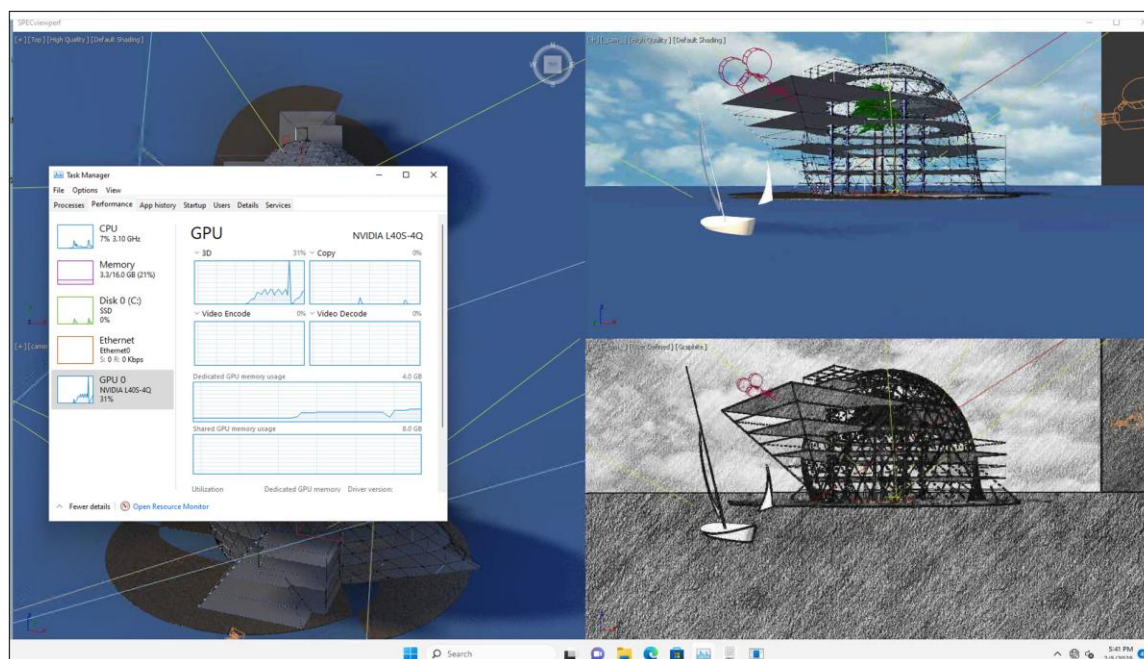 SPECviewperf
[+] [Top] [High Quality] [Default Shading]
[High Quality] [Default Shading]
Task Manager
File Options View
Processes Performance App history Startup Users Details Services
CPU
7% 3.10 GHz
Memory
3.3/16.0 GB (21%)
Disk 0 (C:)
SSD
0%
Ethernet
Ethernet0
S: 0 R: 0 Kbps
GPU 0
NVIDIA L40S-4Q
31%
GPU
NVIDIA L40S-4Q
3D 31%
Copy 0%
Video Encode 0%
Video Decode 0%
Dedicated GPU memory usage 4.0 GB
Shared GPU memory usage 8.0 GB
Utilization Dedicated GPU memory Driver version:
Fewer details Open Resource Monitor
[Graphite]
Search
5:41 PM